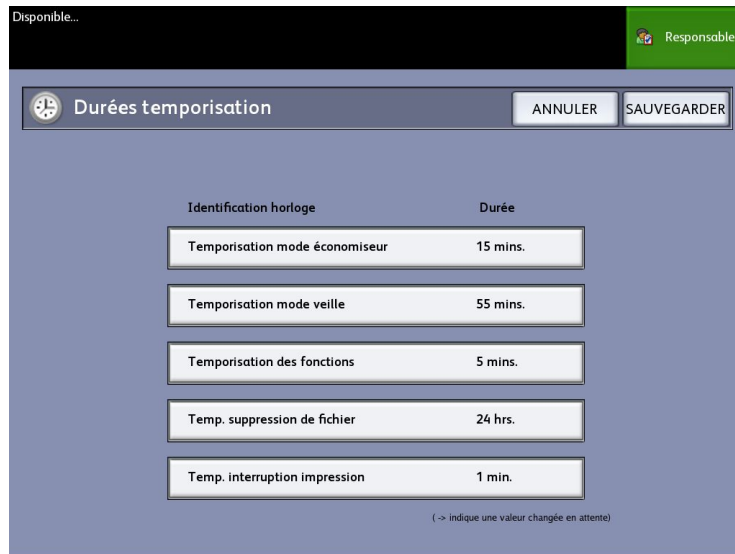 Disponible...
Responsable
Durées temporisation ANNULER SAUVEGARDER
Identification horloge Durée
Temporisation mode économiseur 15 mins.
Temporisation mode veille 55 mins.
Temporisation des fonctions 5 mins.
Temp. suppression de fichier 24 hrs.
Temp. interruption impression 1 min.
( -> indique une valeur changée en attente)